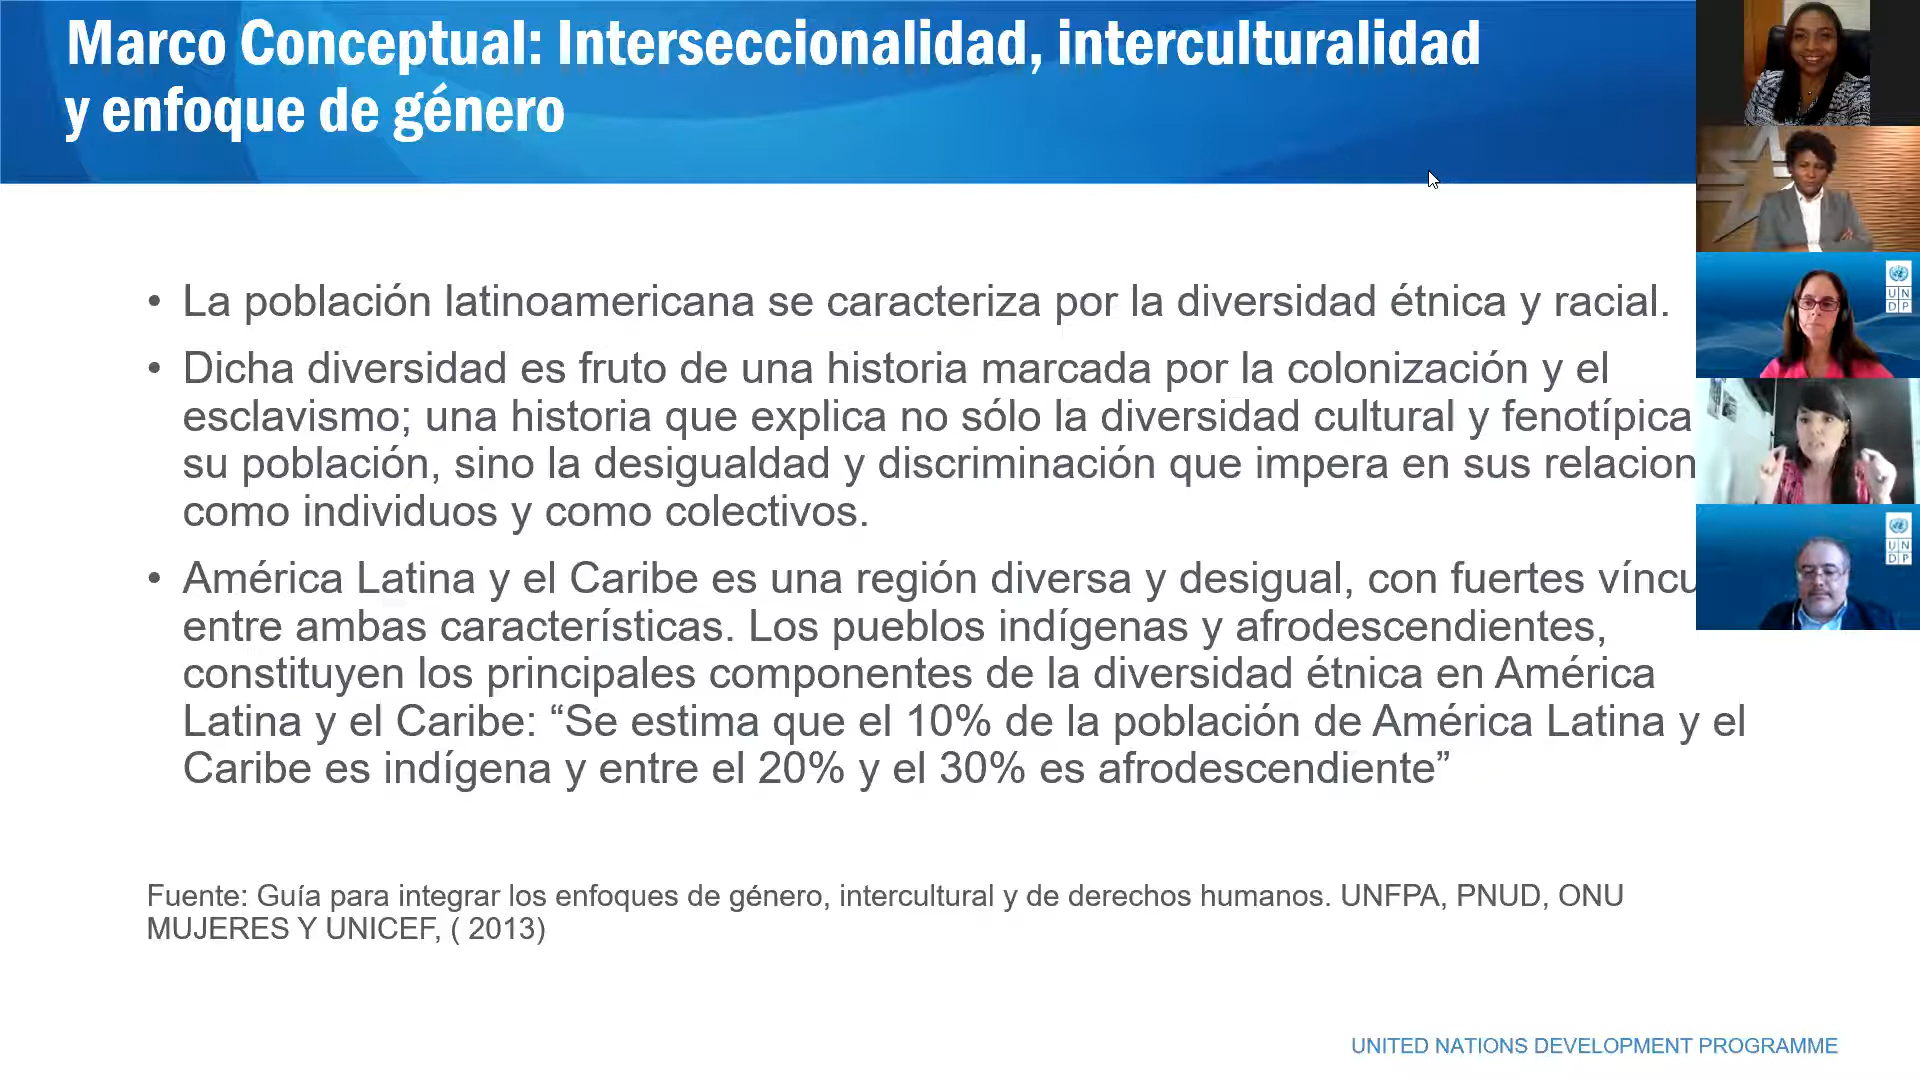 Marco Conceptual: Interseccionalidad, interculturalidad
y enfoque de género
• La población latinoamericana se caracteriza por la diversidad étnica y racial.
• Dicha diversidad es fruto de una historia marcada por la colonización y el
esclavismo; una historia que explica no sólo la diversidad cultural y fenotípica
su población, sino la desigualdad y discriminación que impera en sus relacion
como individuos y como colectivos.
• América Latina y el Caribe es una región diversa y desigual, con fuertes víncu
entre ambas características. Los pueblos indígenas y afrodescendientes,
constituyen los principales componentes de la diversidad étnica en América
Latina y el Caribe: “Se estima que el 10% de la población de América Latina y el
Caribe es indígena y entre el 20% y el 30% es afrodescendiente”
Fuente: Guía para integrar los enfoques de género, intercultural y de derechos humanos. UNFPA, PNUD, ONU
MUJERES Y UNICEF, ( 2013)
UNITED NATIONS DEVELOPMENT PROGRAMME
U N
D P
U N
D P